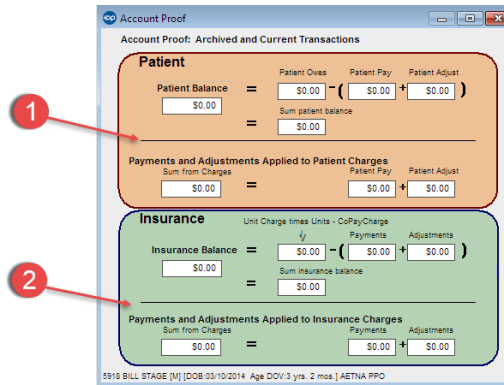 op Account Proof
Account Proof: Archived and Current Transactions
Patient
Patient Owes Patient Pay Patient Adjust
Patient Balance = $0.00 - ( $0.00 + $0.00 )
$0.00
Sum patient balance
= $0.00
1
Payments and Adjustments Applied to Patient Charges
Sum from Charges Patient Pay Patient Adjust
$0.00 = $0.00 + $0.00
Insurance Unit Charge times Units - CoPayCharge
Payments Adjustments
Insurance Balance = $0.00 - ( $0.00 + $0.00 )
$0.00
Sum insurance balance
= $0.00
2
Payments and Adjustments Applied to Insurance Charges
Sum from Charges Payments Adjustments
$0.00 = $0.00 + $0.00
5918 BILL STAGE [M] [DOB:03/10/2014 Age DOV:3 yrs. 2 mos.] AETNA PPO